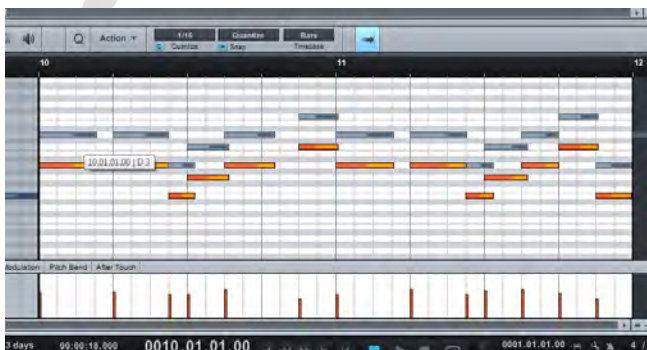 Action 1/16 Quantize Bars
Quantize Snap Timebase
10 11 12
10.01.01.00 | D 3
Modulation Pitch Bend After Touch
3 days 00:00:18.000 0010.01.01.00 0001.01.01.00 4 /